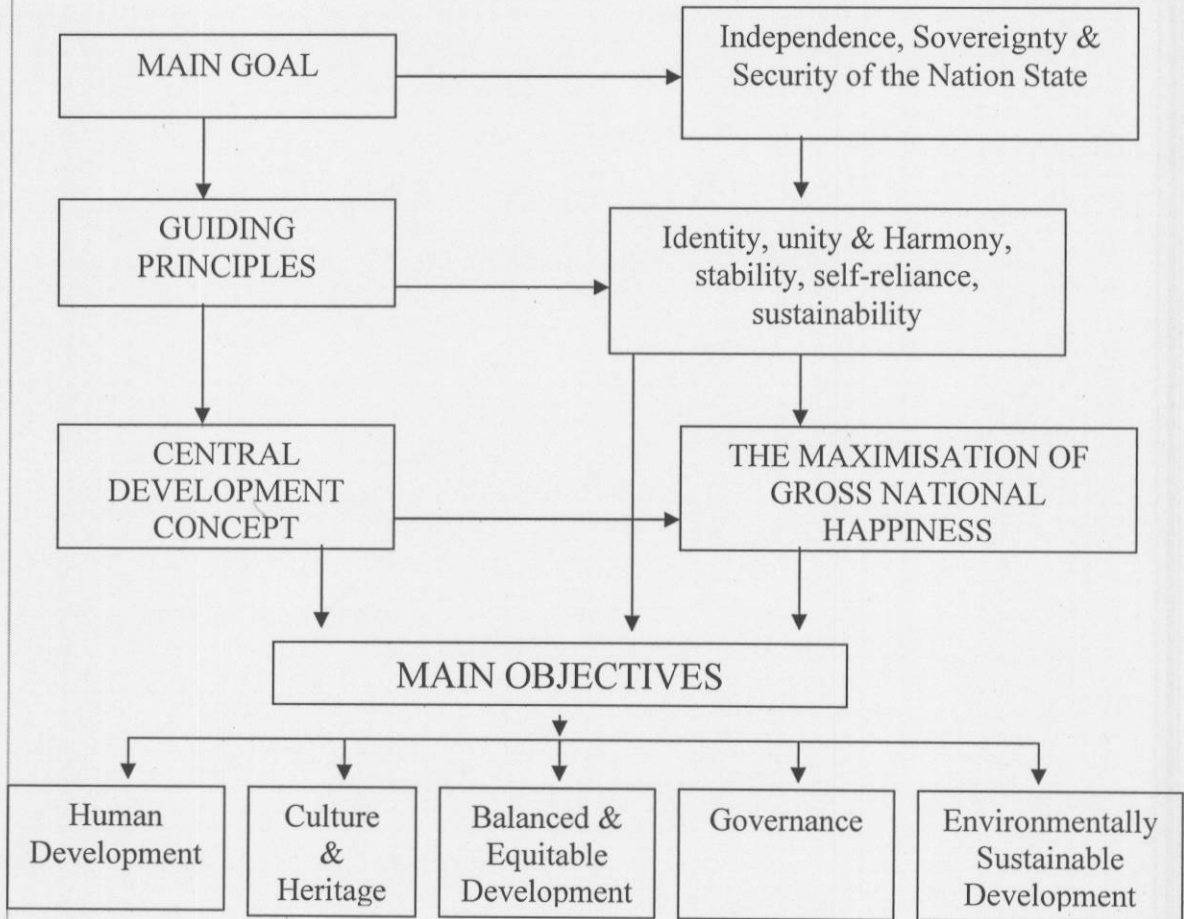 MAIN GOAL
Independence, Sovereignty &
Security of the Nation State
GUIDING
PRINCIPLES
Identity, unity & Harmony,
stability, self-reliance,
sustainability
CENTRAL
DEVELOPMENT
CONCEPT
THE MAXIMISATION OF
GROSS NATIONAL
HAPPINESS
MAIN OBJECTIVES
Human
Development
Culture
&
Heritage
Balanced &
Equitable
Development
Governance
Environmentally
Sustainable
Development